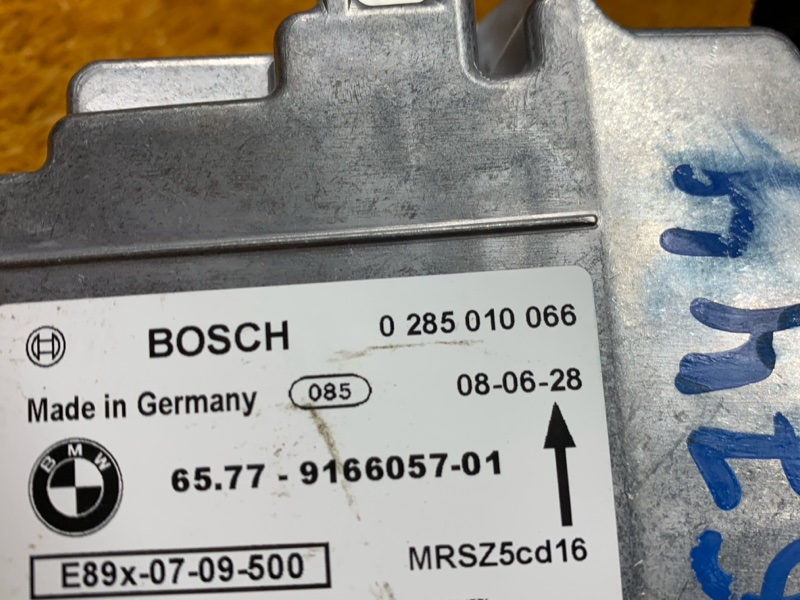 BOSCH 0 285 010 066
Made in Germany 085 08-06-28
BMW
65.77 - 9166057-01
E89x-07-09-500 MRSZ5cd16